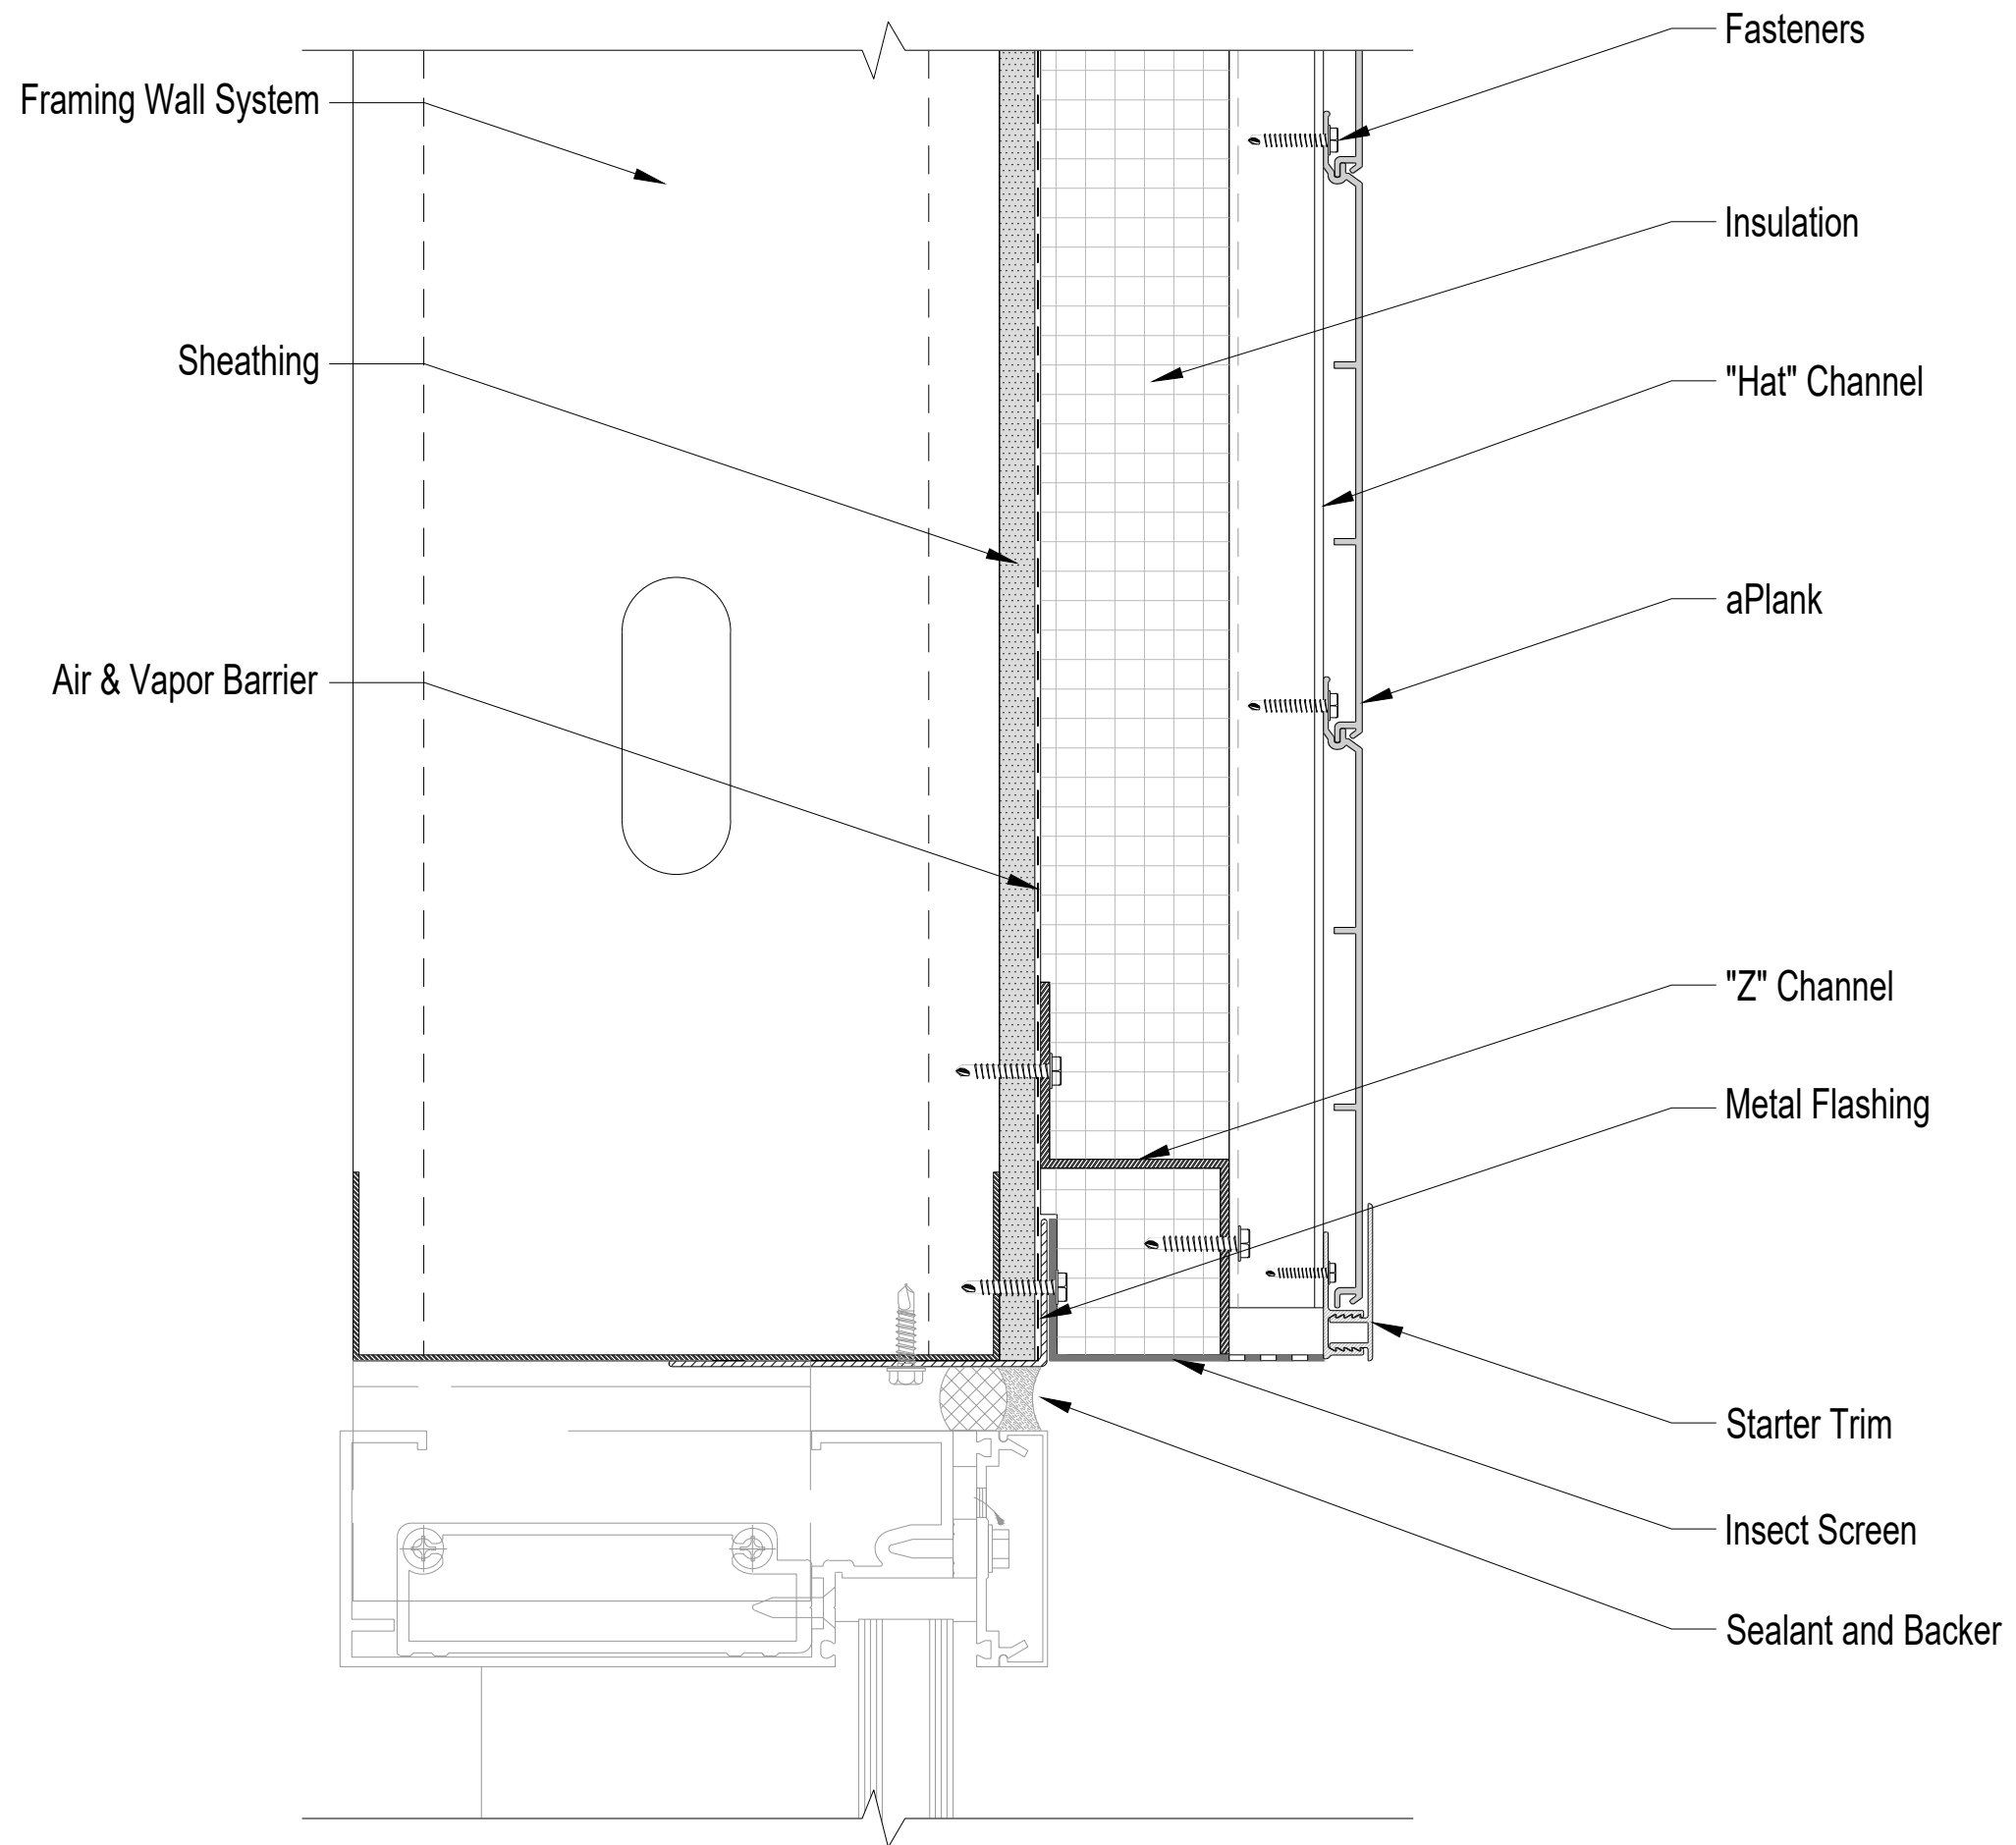 Framing Wall System
Sheathing
Air & Vapor Barrier
Fasteners
Insulation
"Hat" Channel
aPlank
"Z" Channel
Metal Flashing
Starter Trim
Insect Screen
Sealant and Backer